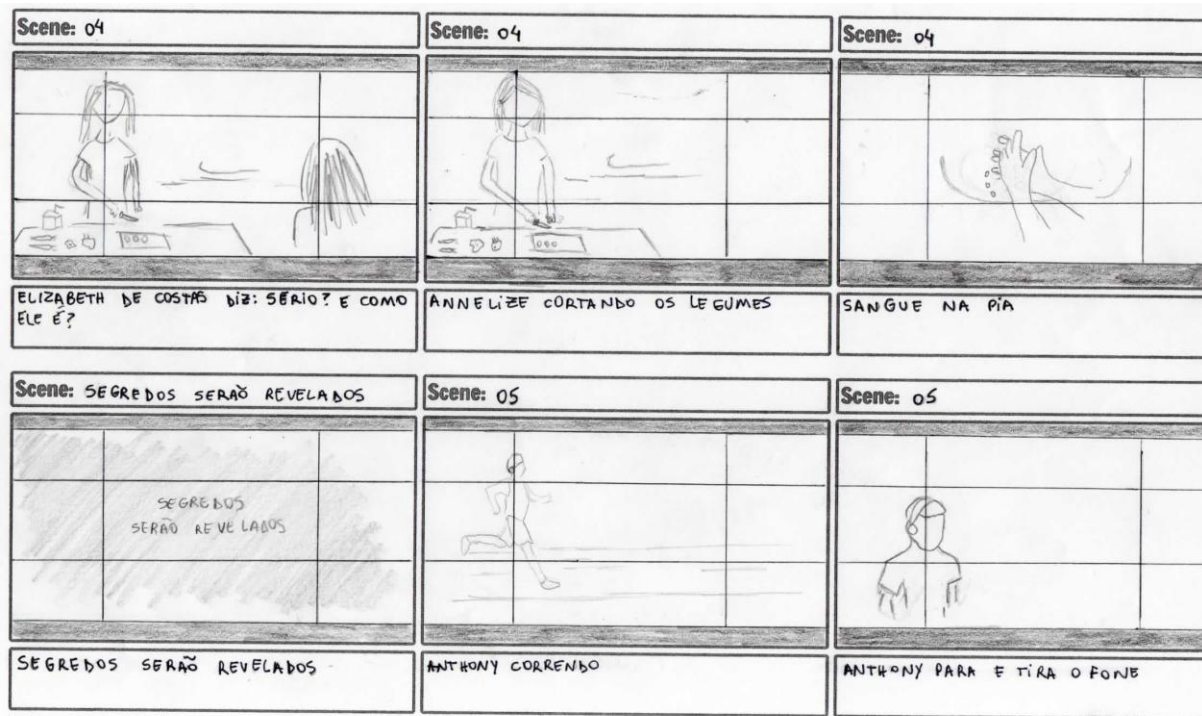 Scene: 04
Scene: 04
Scene: 04
ELIZABETH DE COSTAS DIZ: SÉRIO? E COMO
ELE É?
ANNELIZE CORTANDO OS LEGUMES
SANGUE NA PIA
Scene: SEGREDOS SERÃO REVELADOS
Scene: 05
Scene: 05
SEGREDOS
SERÃO REVELADOS
SEGREDOS SERÃO REVELADOS
ANTHONY CORRENDO
ANTHONY PARA E TIRA O FONE